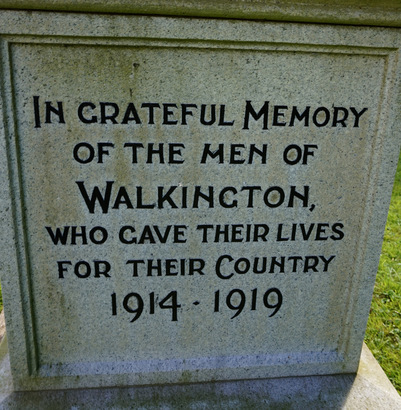 In grateful Memory
of the men of
Walkington,
who gave their lives
for their Country
1914 - 1919